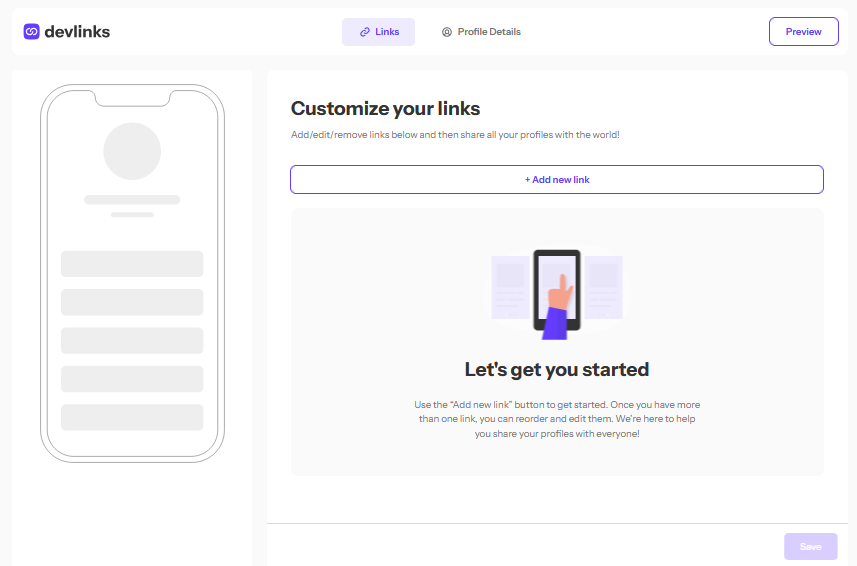 devlinks
Links
Profile Details
Preview
Customize your links
Add/edit/remove links below and then share all your profiles with the world!
+ Add new link
Let's get you started
Use the “Add new link” button to get started. Once you have more
than one link, you can reorder and edit them. We’re here to help
you share your profiles with everyone!
Save